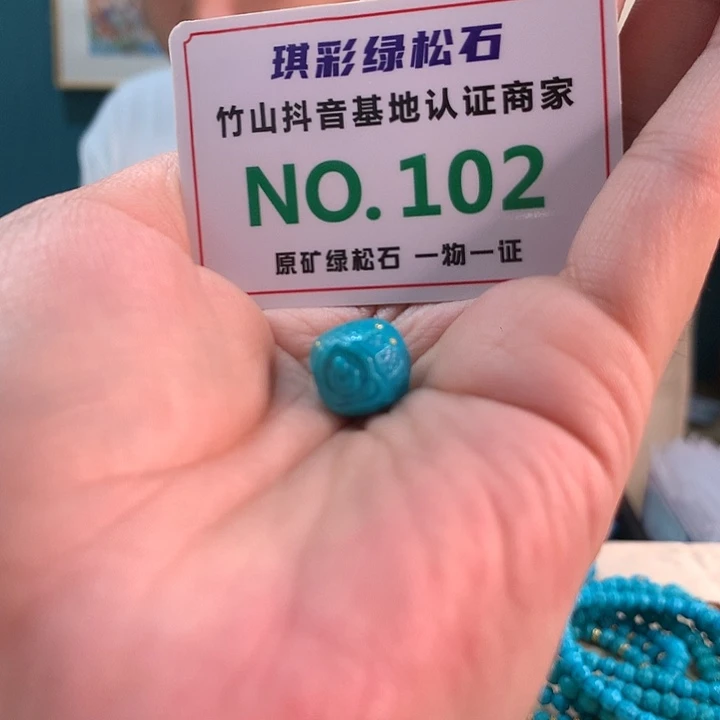 琪彩绿松石
竹山抖音基地认证商家
NO.102
原矿绿松石 一物一证